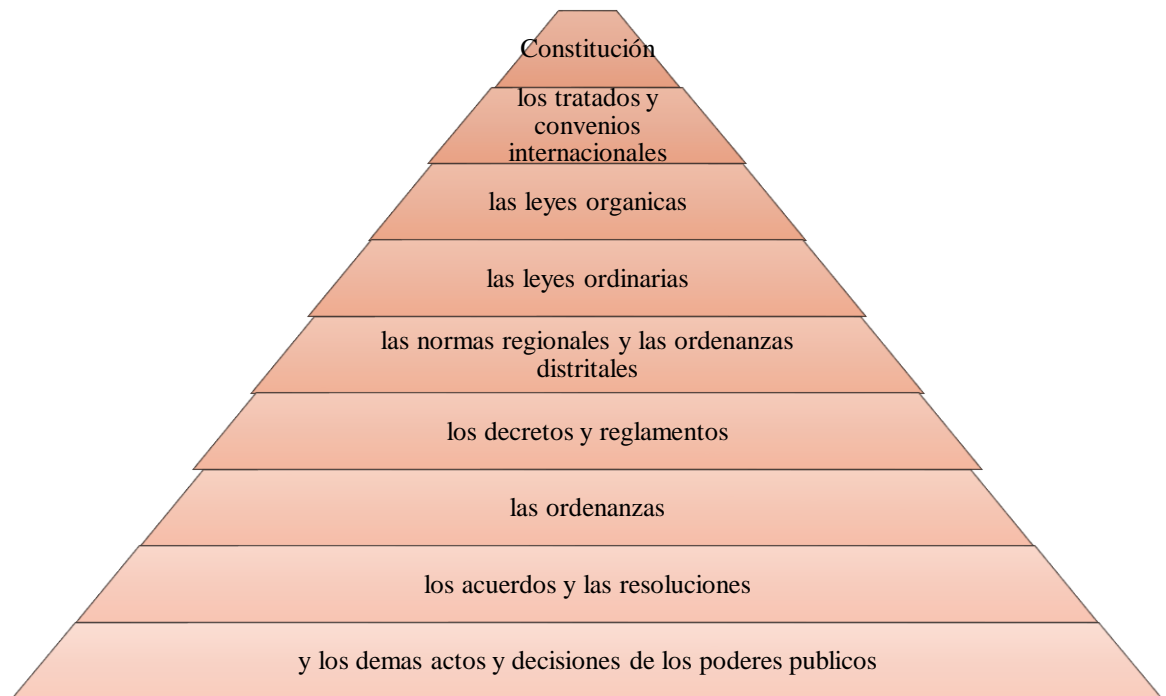 Constitución
los tratados y
convenios
internacionales
las leyes organicas
las leyes ordinarias
las normas regionales y las ordenanzas
distritales
los decretos y reglamentos
las ordenanzas
los acuerdos y las resoluciones
y los demas actos y decisiones de los poderes publicos